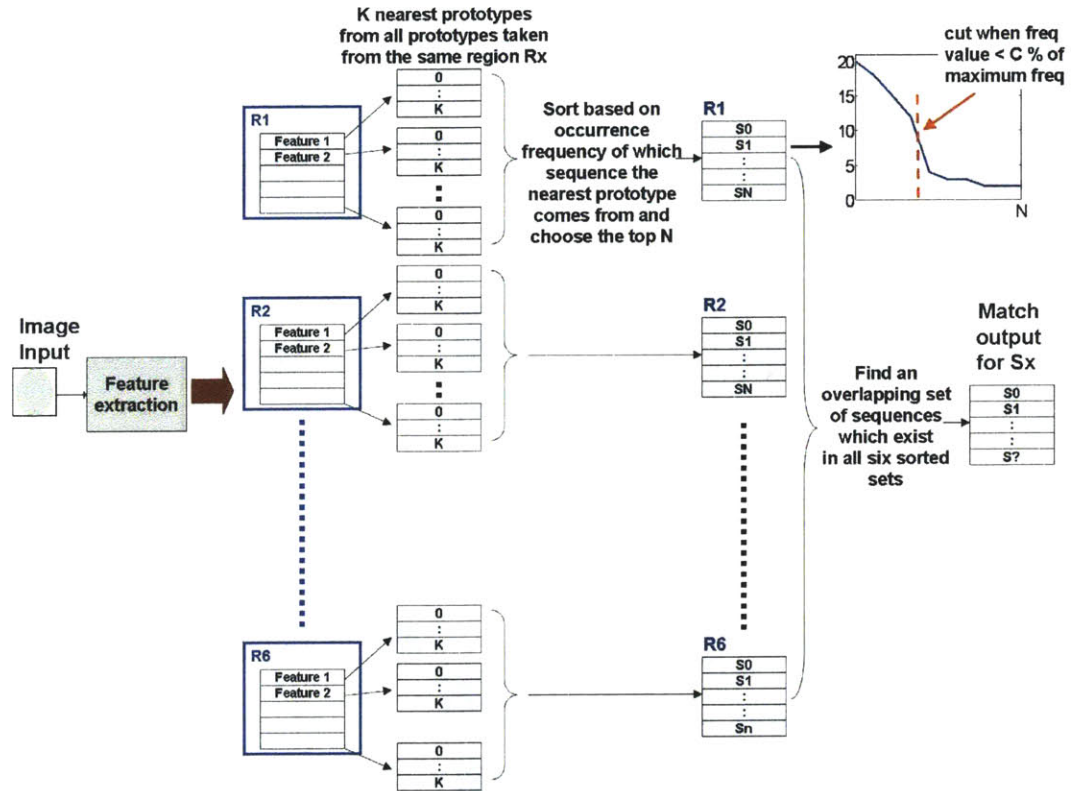 K nearest prototypes
from all prototypes taken
from the same region Rx
cut when freq
value < C % of
maximum freq
20
15
10
5
0
N
R1
Feature 1
Feature 2
0
:
K
0
:
K
0
:
K
Sort based on
occurrence
frequency of which
sequence the
nearest prototype
comes from and
choose the top N
R1
S0
S1
:
:
:
SN
R2
Feature 1
Feature 2
0
:
K
0
:
K
0
:
K
R2
S0
S1
:
:
:
SN
Image
Input
Feature
extraction
Find an
overlapping set
of sequences
which exist
in all six sorted
sets
Match
output
for Sx
S0
S1
:
:
S?
R6
Feature 1
Feature 2
0
:
K
0
:
K
0
:
K
R6
S0
S1
:
:
Sn